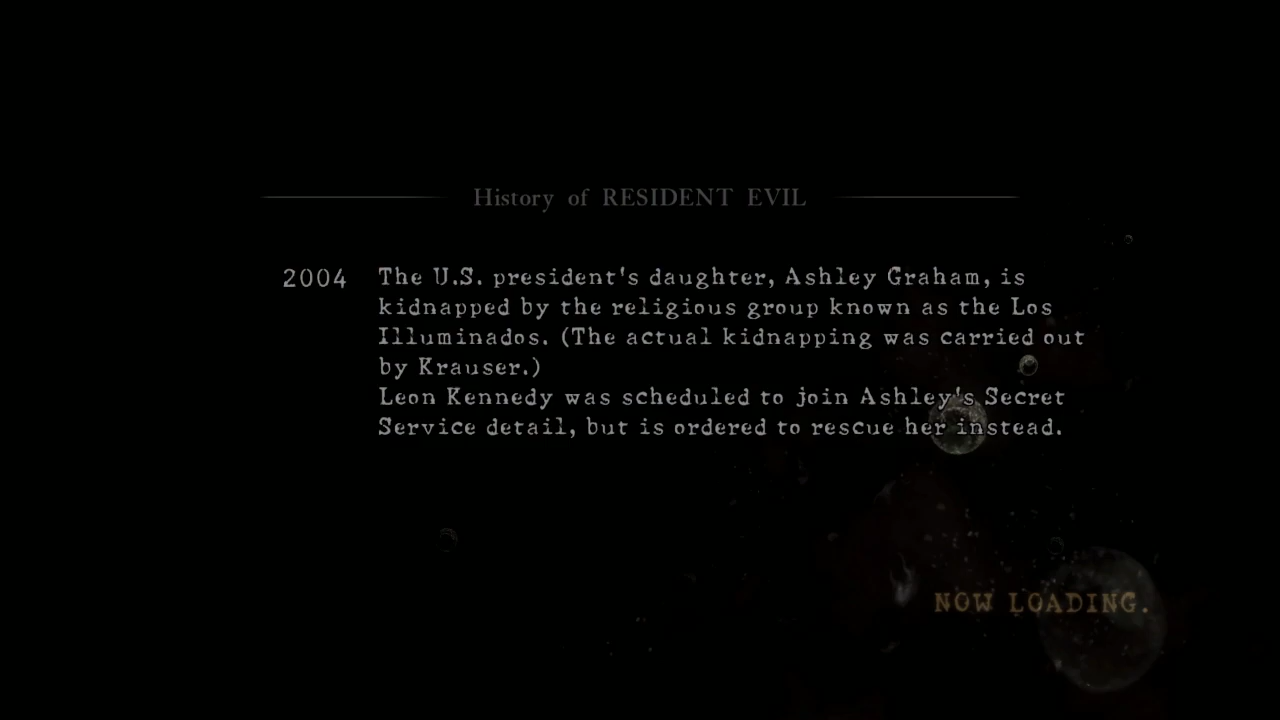 History of RESIDENT EVIL
2004 The U.S. president's daughter, Ashley Graham, is
kidnapped by the religious group known as the Los
Illuminados. (The actual kidnapping was carried out
by Krauser.)
Leon Kennedy was scheduled to join Ashley's Secret
Service detail, but is ordered to rescue her instead.
NOW LOADING.